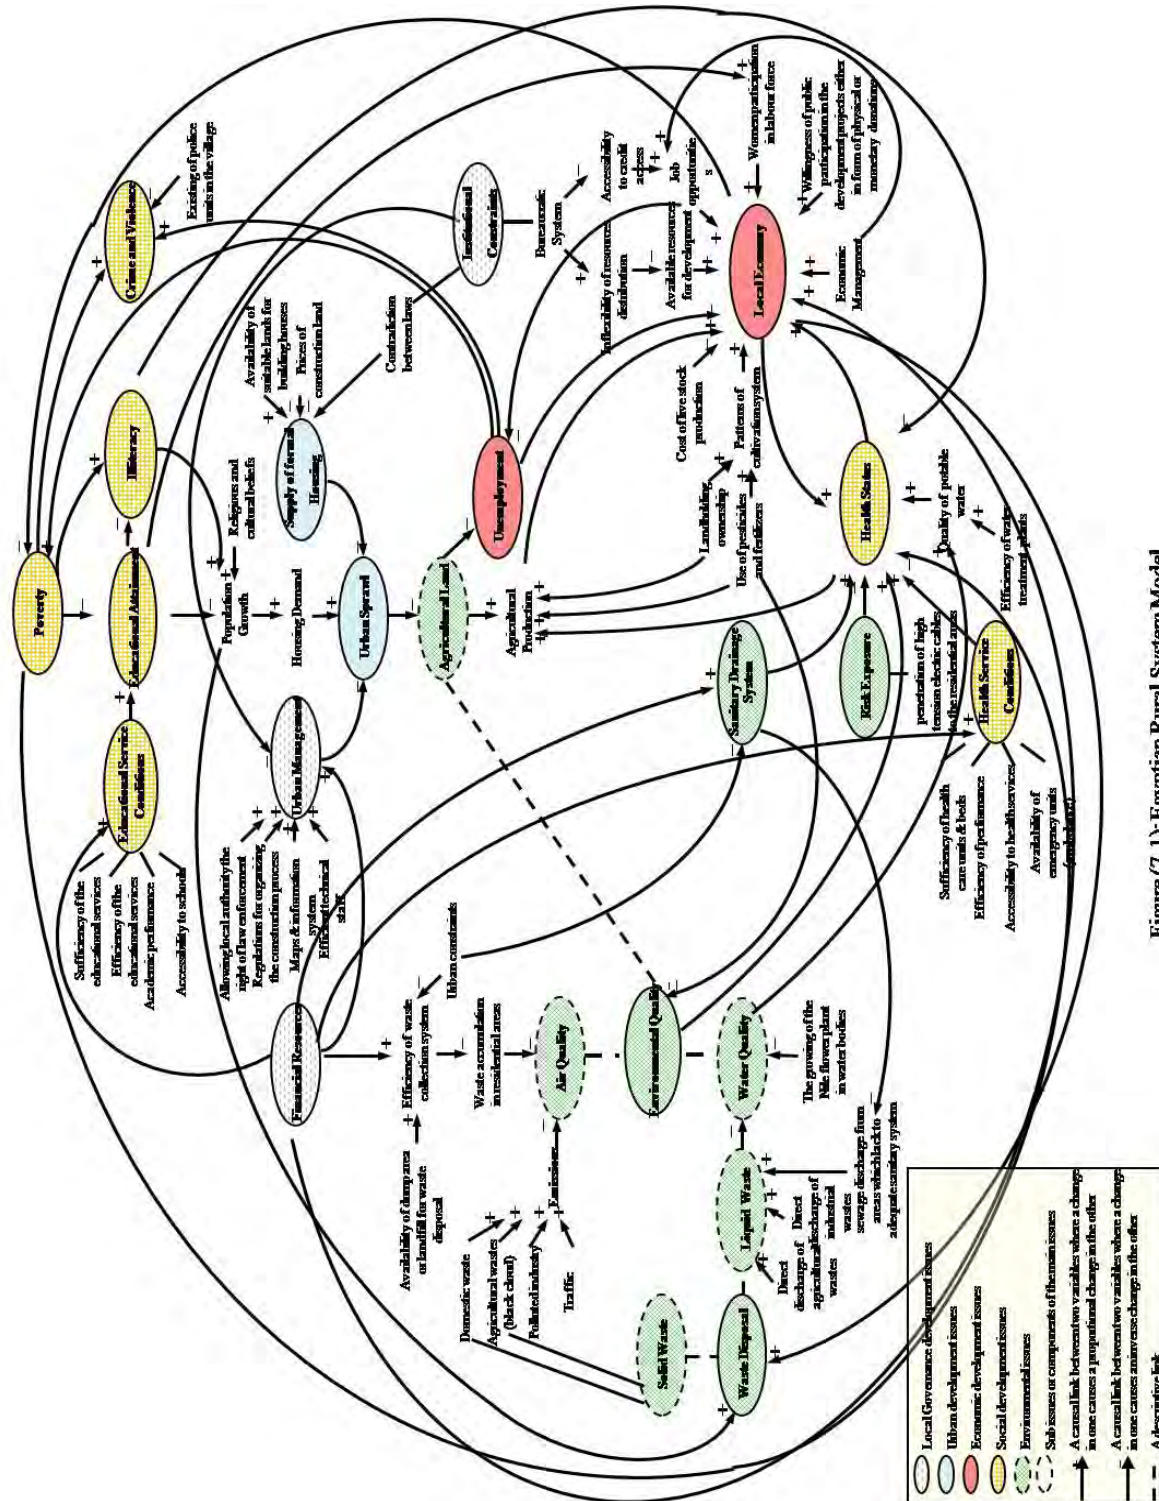 Poverty
Crime and Violence
Existing of police
units in the village
Illiteracy
Educational Attainment
Educational Service
Conditions
Sufficiency of the
educational services
Efficiency of the
educational services
Academic performance
Accessibility to schools
Religious and
cultural beliefs
Population
Growth
Housing Demand
Availability of
suitable lands for
building houses
Prices of
construction land
Contradiction
between laws
Supply of formal
Housing
Urban Sprawl
Urban Management
Allowing local authority the
right of law enforcement
Regulations for organizing
the construction process
Maps & information
system
Efficient technical
staff
Financial Resources
Institutional
Constraints
Bureaucratic
System
Accessibility
to credit
access
Job
opportunitie
s
Inflexibility of resources
distribution
Available resources
for development
Women participation
in labour force
Willingness of public
participation in the
development projects either
in form of physical or
monetary donations
Economic
Management
Local Economy
Unemployment
Agricultural Land
Agricultural
Production
Cost of live stock
production
Patterns of
cultivation system
Landholding
ownership
Use of pesticides
and fertilizers
Health Status
Quality of potable
water
Efficiency of water
treatment plants
Sanitary Drainage
System
Risk Exposure
penetration of high
tension electric cables
to the residential areas
Health Service
Conditions
Sufficiency of health
care units & beds
Efficiency of performance
Accessibility to health services
Availability of
emergency units
Urban constraints
Efficiency of waste
collection system
Availability of dump area
or landfill for waste
disposal
Waste accumulation
in residential areas
Air Quality
Emissions
Domestic waste
Agricultural wastes
(black cloud)
Polluted industry
Traffic
Environmental Quality
Water Quality
The growing of the
Nile flower plant
in water bodies
Liquid Waste
Direct
discharge of
agricultural
wastes
Direct
discharge of
industrial
wastes
sewage discharge from
areas which lack to
adequate sanitary system
Solid Waste
Waste Disposal
Local Governance development issues
Urban development issues
Economic development issues
Social development issues
Environmental issues
Sub issues or components of the main issues
A causal link between two variables where a change
in one causes a proportional change in the other
A causal link between two variables where a change
in one causes an inverse change in the other
A descriptive link
Figure (7.1): Egyptian Rural System Model